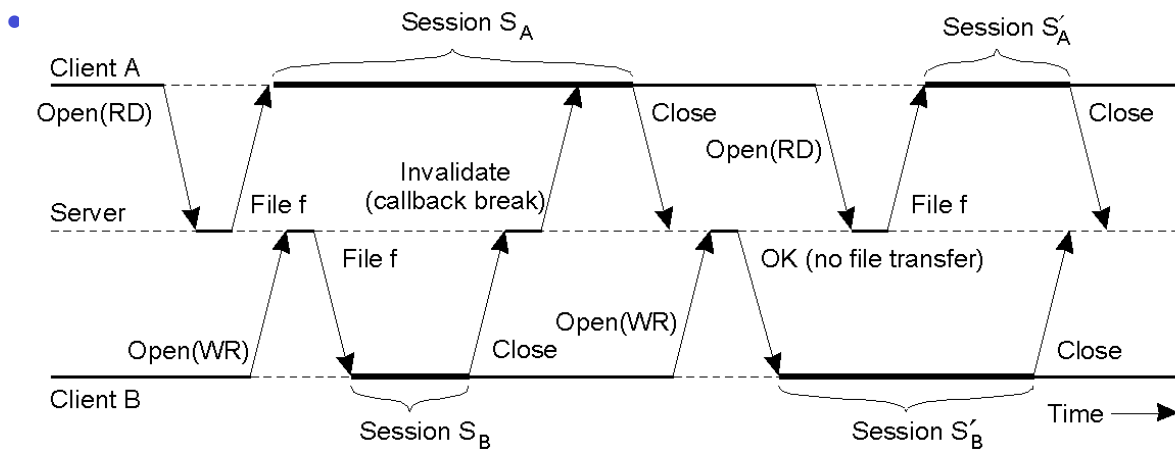 Session S_A
Session S′_A
Client A
Open(RD)
Close
Close
Open(RD)
Invalidate
(callback break)
Server
File f
File f
File f
OK (no file transfer)
Open(WR)
Close
Open(WR)
Close
Client B
Time
Session S_B
Session S′_B